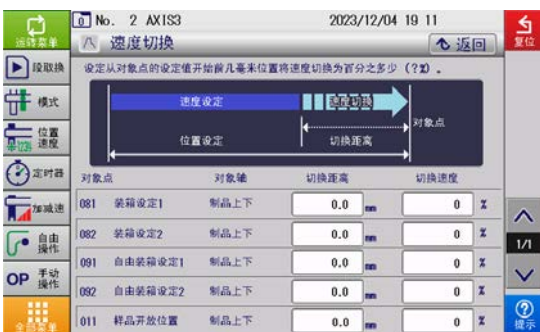 0 No. 2 AXIS3 2023/12/04 19 11
运转菜单
速度切换
返回
复位
段取换
设定从对象点的设定值开始前几毫米位置将速度切换为百分之多少 (?%) 。
模式
速度设定 速度切换
对象点
位置设定 切换距离
位置
速度
定时器
对象点 对象轴 切换距离 切换速度
081 装箱设定1 制品上下 0.0 mm 0 %
加减速
082 装箱设定2 制品上下 0.0 mm 0 %
自由
操作
091 自由装箱设定1 制品上下 0.0 mm 0 %
1/1
OP 手动
操作
092 自由装箱设定2 制品上下 0.0 mm 0 %
011 样品开放位置 制品上下 0.0 mm 0 %
全部菜单
提示